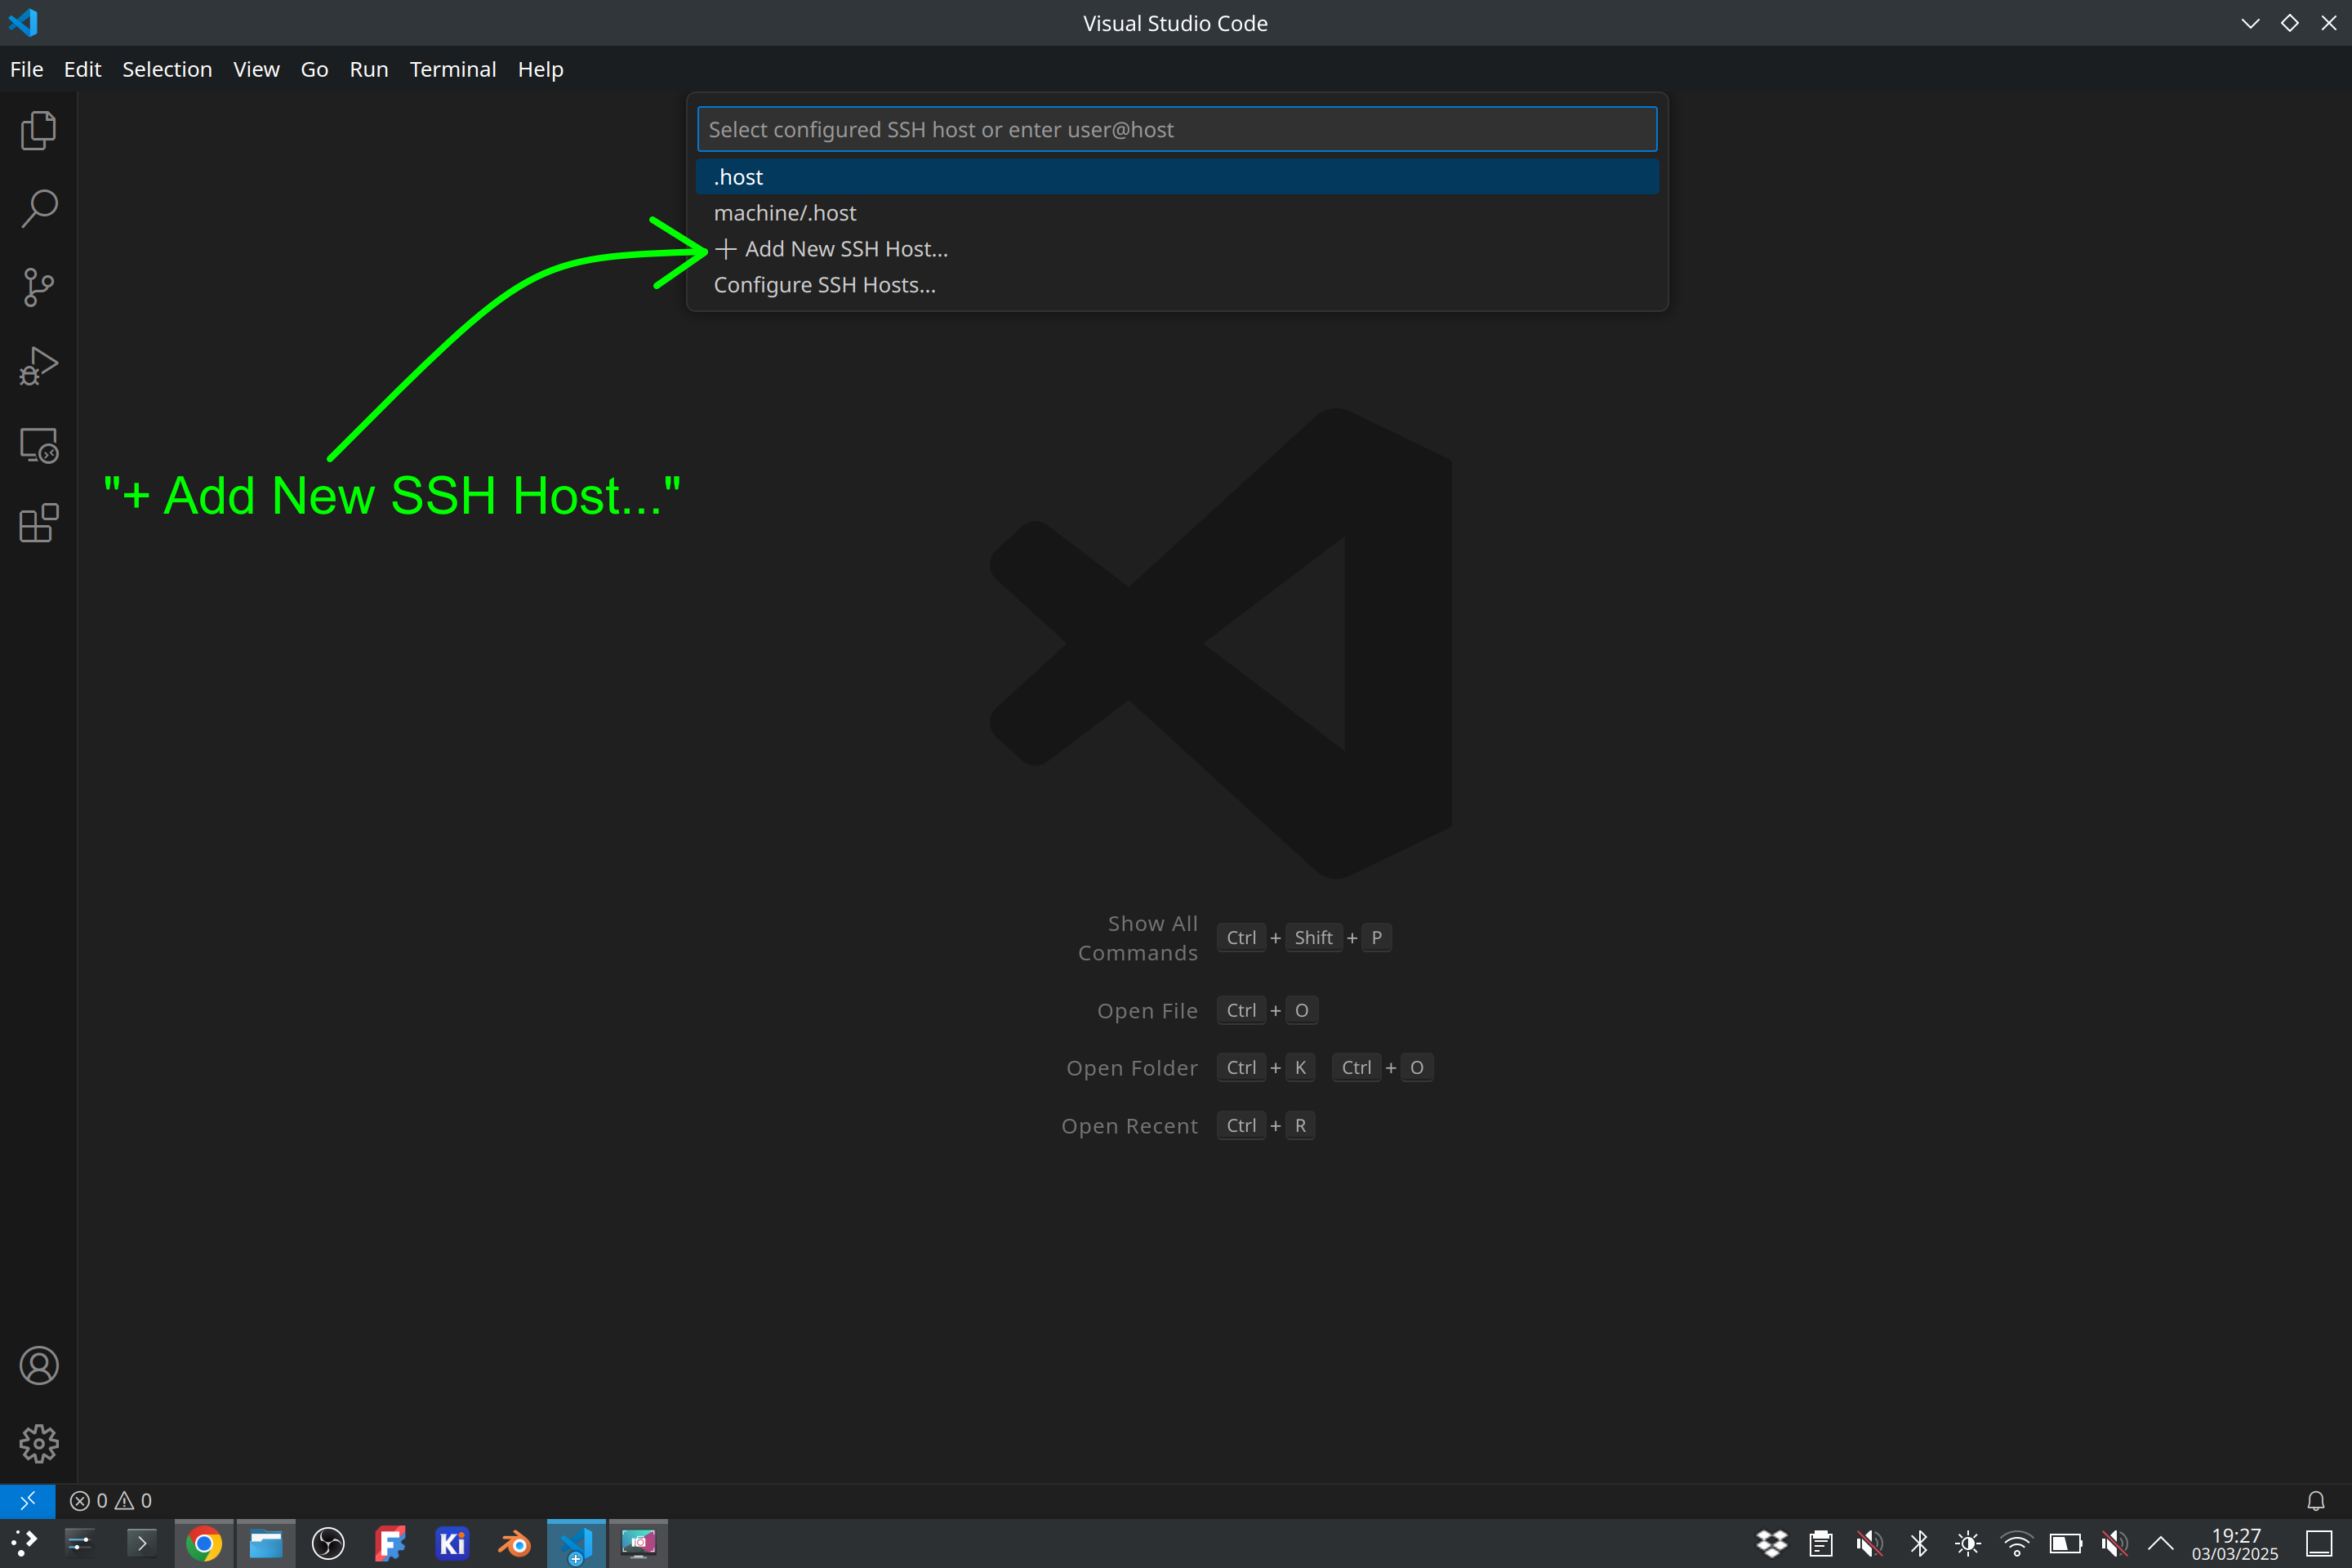 Visual Studio Code
File Edit Selection View Go Run Terminal Help
Select configured SSH host or enter user@host
.host
machine/.host
+ Add New SSH Host...
Configure SSH Hosts...
"+ Add New SSH Host..."
Show All
Commands
Ctrl + Shift + P
Open File Ctrl + O
Open Folder Ctrl + K Ctrl + O
Open Recent Ctrl + R
0 0
Ki
19:27
03/03/2025